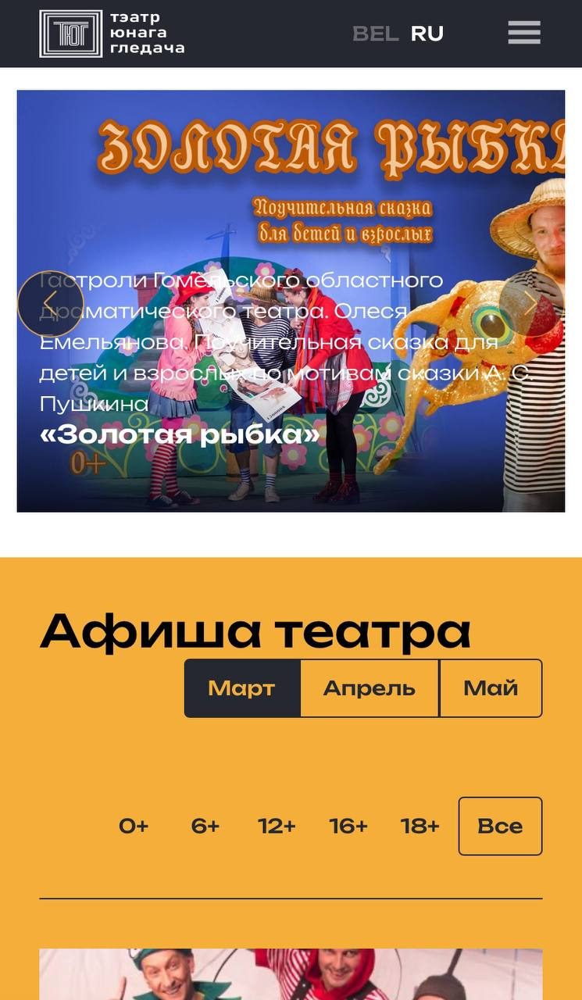 тэатр
юнага
гледача
BEL RU
ЗОЛОТАЯ РЫБКА
Поучительная сказка
для детей и взрослых
Гастроли Гомельского областного
драматического театра. Олеся
Емельянова. Поучительная сказка для
детей и взрослых по мотивам сказки А. С.
Пушкина
«Золотая рыбка»
0+
Афиша театра
Март Апрель Май
0+ 6+ 12+ 16+ 18+ Все